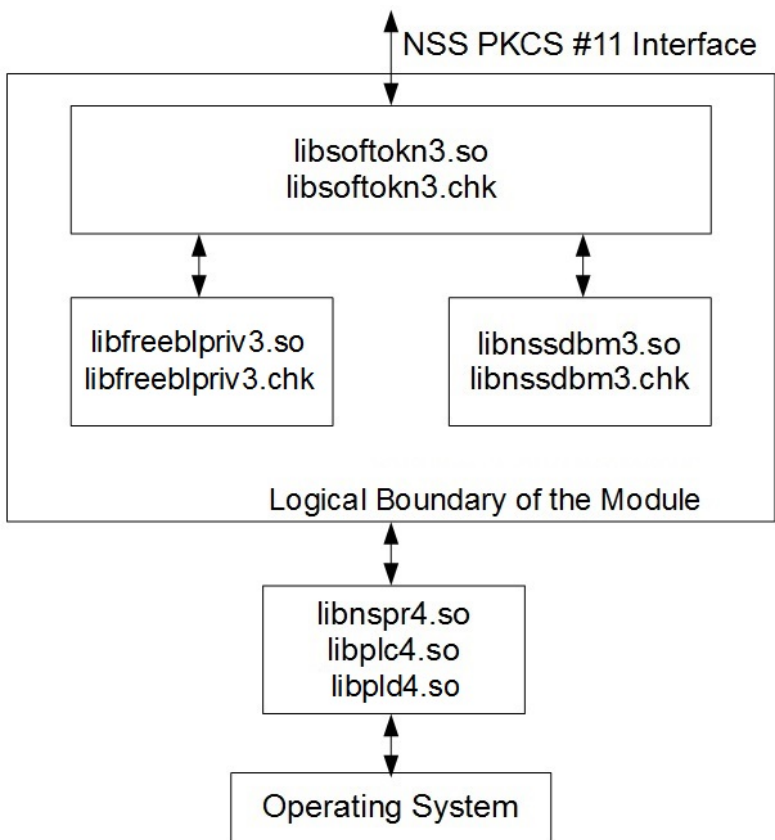 NSS PKCS #11 Interface
libsoftokn3.so
libsoftokn3.chk
libfreeblpriv3.so
libfreeblpriv3.chk
libnssdbm3.so
libnssdbm3.chk
Logical Boundary of the Module
libnspr4.so
libplc4.so
libpld4.so
Operating System